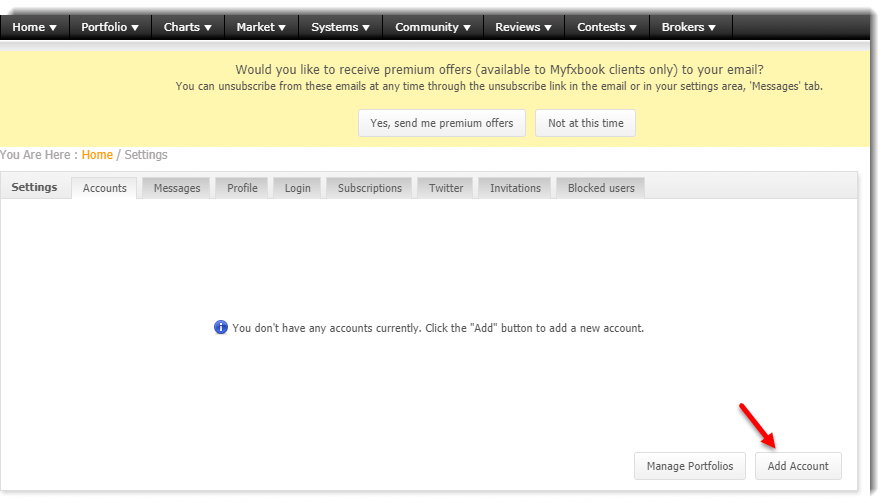 Home ▼ Portfolio ▼ Charts ▼ Market ▼ Systems ▼ Community ▼ Reviews ▼ Contests ▼ Brokers ▼
Would you like to receive premium offers (available to Myfxbook clients only) to your email?
You can unsubscribe from these emails at any time through the unsubscribe link in the email or in your settings area, 'Messages' tab.
Yes, send me premium offers Not at this time
You Are Here : Home / Settings
Settings Accounts Messages Profile Login Subscriptions Twitter Invitations Blocked users
You don't have any accounts currently. Click the "Add" button to add a new account.
Manage Portfolios Add Account